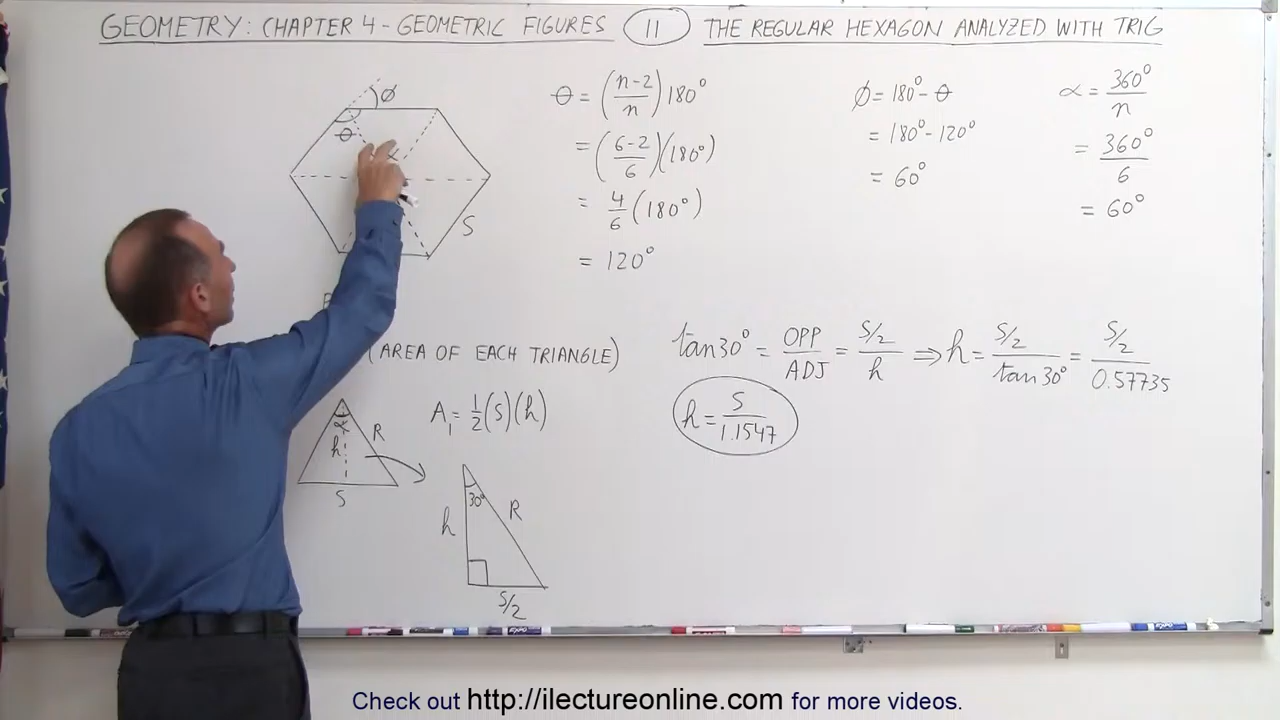 GEOMETRY: CHAPTER 4 - GEOMETRIC FIGURES 11 THE REGULAR HEXAGON ANALYZED WITH TRIG
ϕ
θ
α
S
θ = ((n-2)/n) 180°
= ((6-2)/6)(180°)
= 4/6 (180°)
= 120°
ϕ = 180° - θ
= 180° - 120°
= 60°
α = 360°/n
= 360°/6
= 60°
(AREA OF EACH TRIANGLE)
A₁ = ½(s)(h)
α
h
R
S
30°
h
R
S/2
tan30° = OPP/ADJ = (S/2)/h ⇒ h = (S/2)/tan30° = (S/2)/0.57735
h = S/1.1547
EXPO
Check out http://ilectureonline.com for more videos.